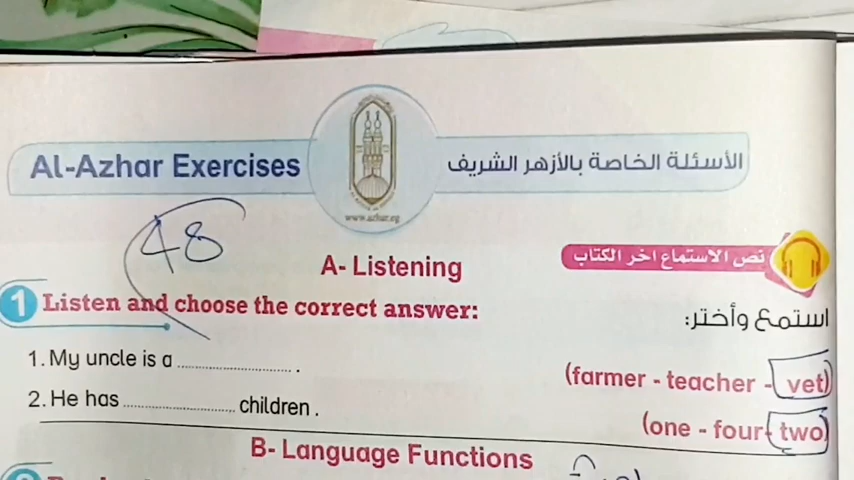 Al-Azhar Exercises
الأسئلة الخاصة بالأزهر الشريف
www.azhar.eg
48
A- Listening
نص الاستماع اخر الكتاب
1 Listen and choose the correct answer:
استمع وأختر:
1. My uncle is a .......................... . (farmer - teacher - vet)
2. He has .......................... children . (one - four - two)
B- Language Functions